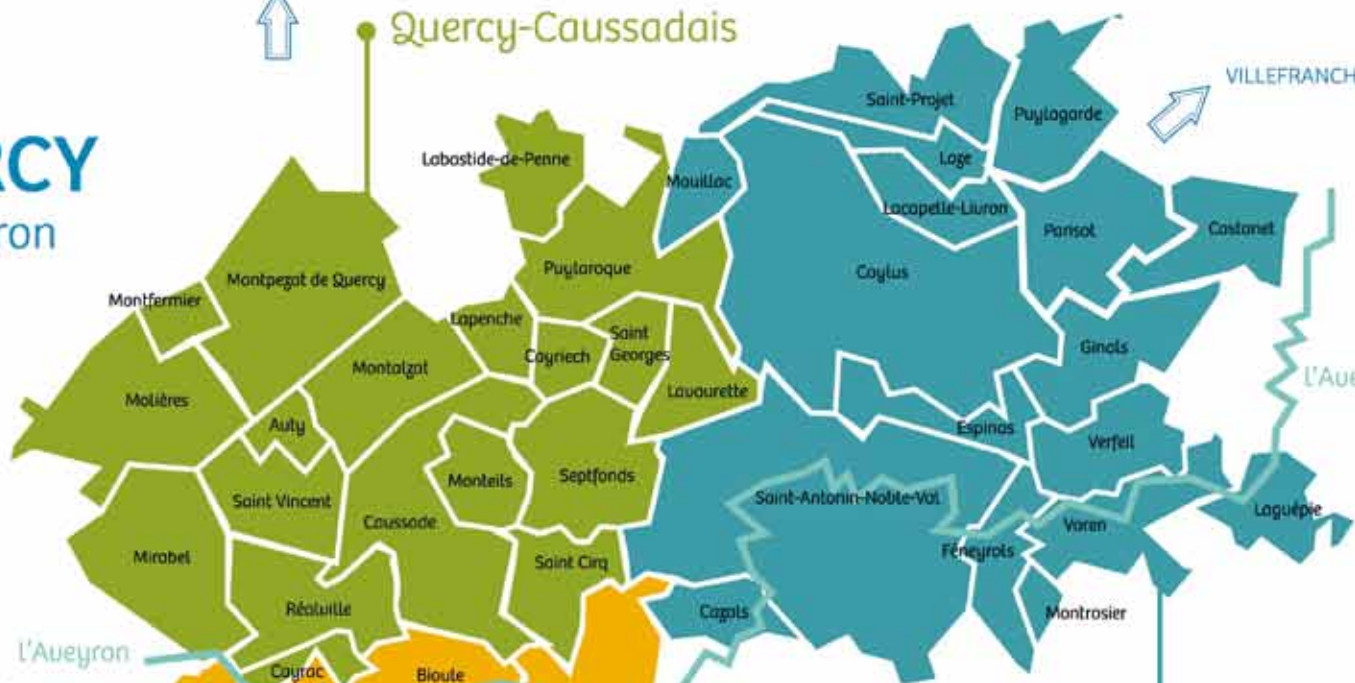 Quercy-Caussadais
VILLEFRANCH
RCY
ron
Saint-Projet
Puylagarde
Labastide-de-Penne
Loze
Mouillac
Lacapelle-Livron
Parisot
Castanet
Puylaroque
Caylus
Montpezat de Quercy
Montfermier
Lapenche
Saint
Georges
Cayriech
Ginals
Montalzat
L'Ave
Lavaurette
Molières
Auty
Espinas
Verfeil
Monteils
Septfonds
Saint Vincent
Saint-Antonin-Noble-Val
Laguépie
Caussade
Varen
Mirabel
Féneyrols
Saint Cirq
Réalville
Cazals
Montrosier
L'Aveyron
Cayrac
Bioule